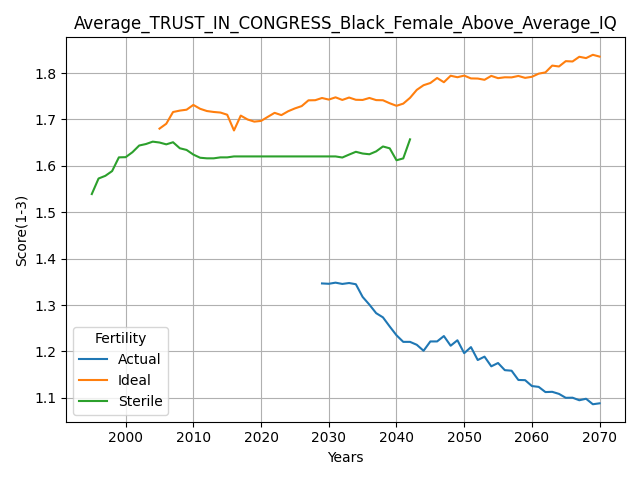 Average_TRUST_IN_CONGRESS_Black_Female_Above_Average_IQ
Score(1-3)
1.8
1.7
1.6
1.5
1.4
1.3
1.2
1.1
Fertility
Actual
Ideal
Sterile
2000 2010 2020 2030 2040 2050 2060 2070
Years